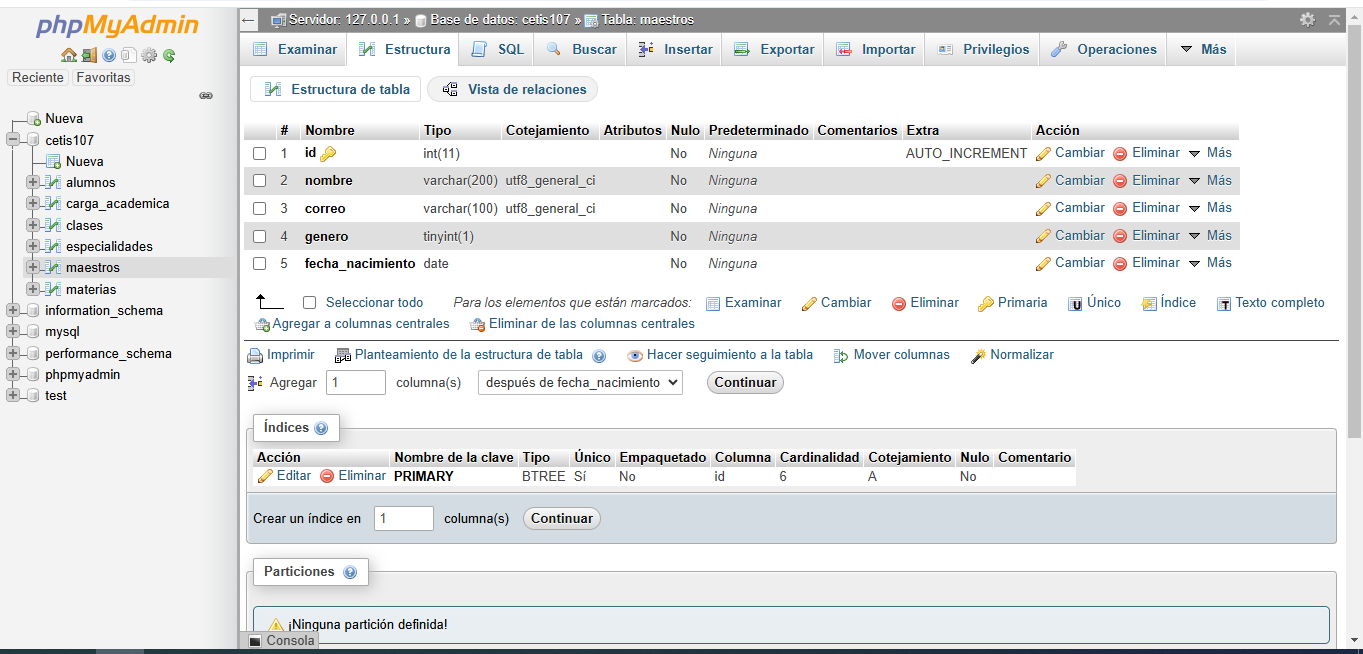 phpMyAdmin
Reciente Favoritas
Nueva
cetis107
Nueva
alumnos
carga_academica
clases
especialidades
maestros
materias
information_schema
mysql
performance_schema
phpmyadmin
test
Servidor: 127.0.0.1 » Base de datos: cetis107 » Tabla: maestros
Examinar Estructura SQL Buscar Insertar Exportar Importar Privilegios Operaciones Más
Estructura de tabla Vista de relaciones
# Nombre Tipo Cotejamiento Atributos Nulo Predeterminado Comentarios Extra Acción
1 id int(11) No Ninguna AUTO_INCREMENT Cambiar Eliminar Más
2 nombre varchar(200) utf8_general_ci No Ninguna Cambiar Eliminar Más
3 correo varchar(100) utf8_general_ci No Ninguna Cambiar Eliminar Más
4 genero tinyint(1) No Ninguna Cambiar Eliminar Más
5 fecha_nacimiento date No Ninguna Cambiar Eliminar Más
Seleccionar todo Para los elementos que están marcados: Examinar Cambiar Eliminar Primaria Único Índice Texto completo
Agregar a columnas centrales Eliminar de las columnas centrales
Imprimir Planteamiento de la estructura de tabla Hacer seguimiento a la tabla Mover columnas Normalizar
Agregar 1 columna(s) después de fecha_nacimiento Continuar
Índices
Acción Nombre de la clave Tipo Único Empaquetado Columna Cardinalidad Cotejamiento Nulo Comentario
Editar Eliminar PRIMARY BTREE Sí No id 6 A No
Crear un índice en 1 columna(s) Continuar
Particiones
¡Ninguna partición definida!
Consola